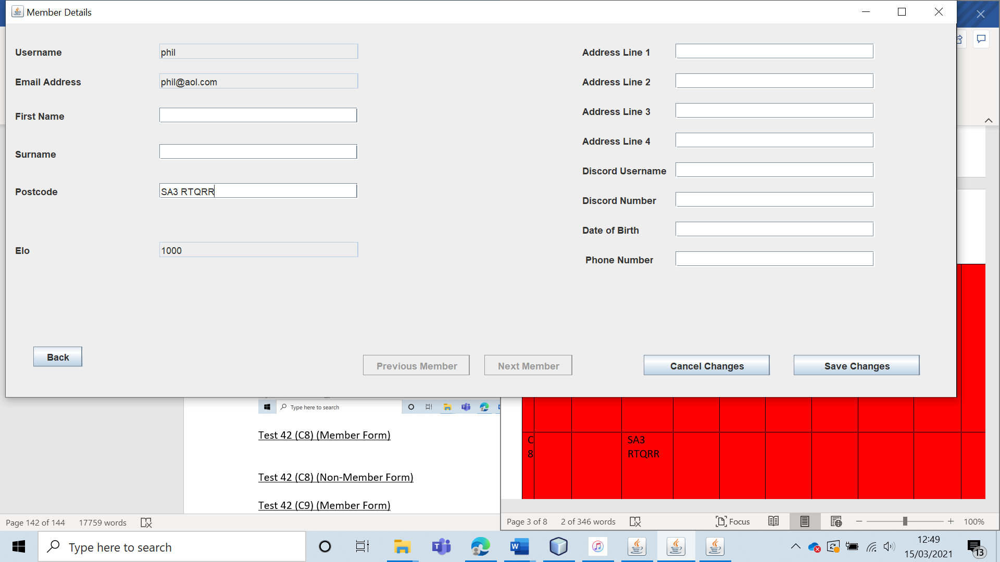 Member Details
Username
phil
Email Address
phil@aol.com
First Name
Surname
Postcode
SA3 RTQRR
Elo
1000
Address Line 1
Address Line 2
Address Line 3
Address Line 4
Discord Username
Discord Number
Date of Birth
Phone Number
Back
Previous Member
Next Member
Cancel Changes
Save Changes
Type here to search
Test 42 (C8) (Member Form)
Test 42 (C8) (Non-Member Form)
Test 42 (C9) (Member Form)
C
8
SA3
RTQRR
Page 142 of 144
17759 words
Page 3 of 8
2 of 346 words
Focus
100%
Type here to search
12:49
15/03/2021
13